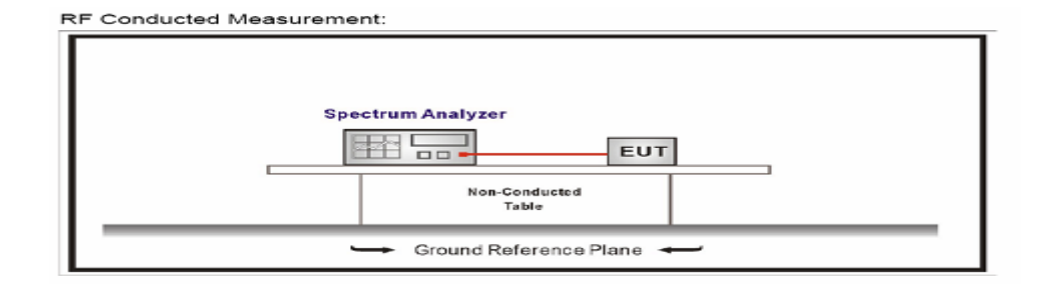 RF Conducted Measurement:
Spectrum Analyzer
EUT
Non-Conducted
Table
Ground Reference Plane